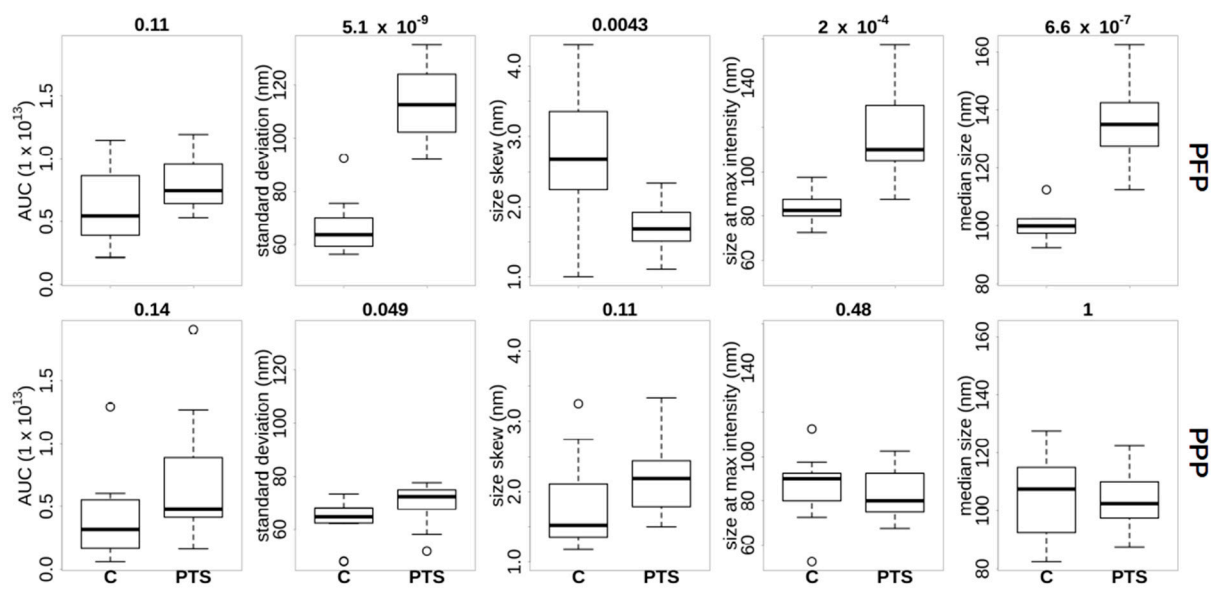 0.11
5.1 x 10⁻⁹
0.0043
2 x 10⁻⁴
6.6 x 10⁻⁷
AUC (1 x 10¹³)
0.0 0.5 1.0 1.5
standard deviation (nm)
60 80 100 120
size skew (nm)
1.0 2.0 3.0 4.0
size at max intensity (nm)
60 80 100 140
median size (nm)
80 100 120 140 160
PFP
0.14
0.049
0.11
0.48
1
AUC (1 x 10¹³)
0.0 0.5 1.0 1.5
standard deviation (nm)
60 80 100 120
size skew (nm)
1.0 2.0 3.0 4.0
size at max intensity (nm)
60 80 100 140
median size (nm)
80 100 120 140 160
PPP
C PTS
C PTS
C PTS
C PTS
C PTS